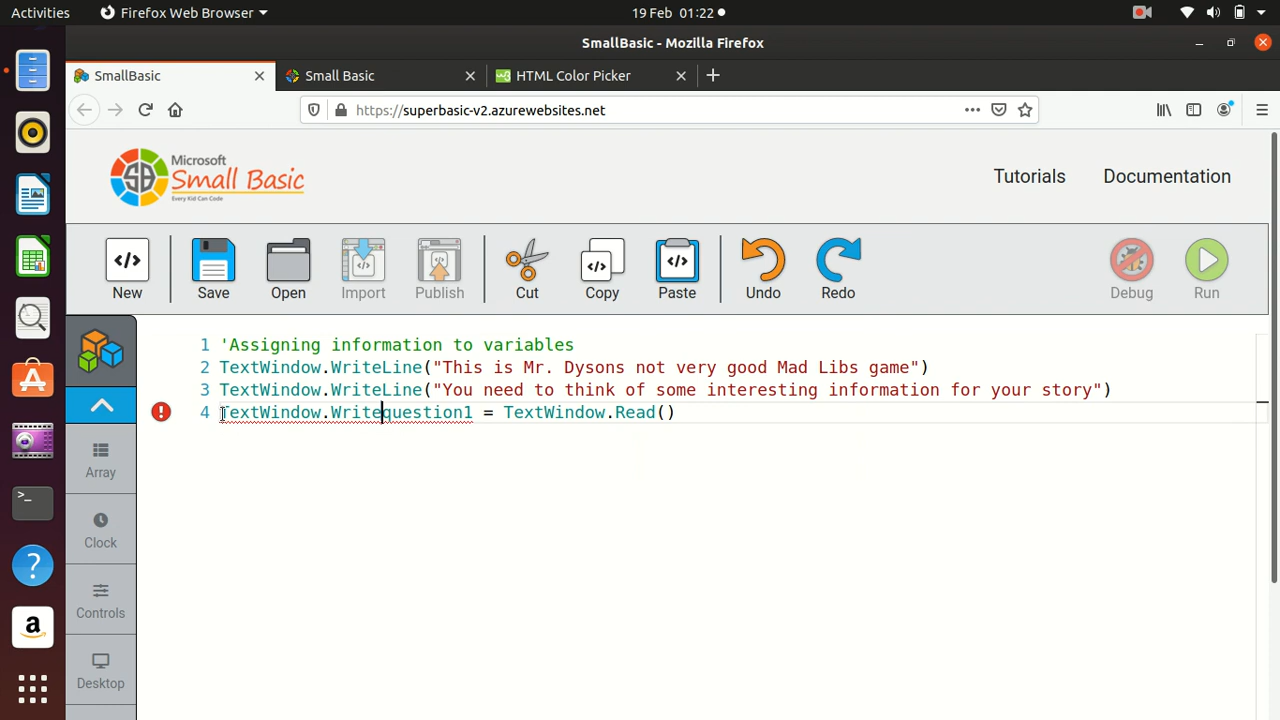 Activities
Firefox Web Browser
19 Feb 01:22
SmallBasic - Mozilla Firefox
SmallBasic
Small Basic
HTML Color Picker
https://superbasic-v2.azurewebsites.net
Microsoft
Small Basic
Every Kid Can Code
Tutorials
Documentation
New
Save
Open
Import
Publish
Cut
Copy
Paste
Undo
Redo
Debug
Run
1 'Assigning information to variables
2 TextWindow.WriteLine("This is Mr. Dysons not very good Mad Libs game")
3 TextWindow.WriteLine("You need to think of some interesting information for your story")
4 TextWindow.Writequestion1 = TextWindow.Read()
Array
Clock
Controls
Desktop